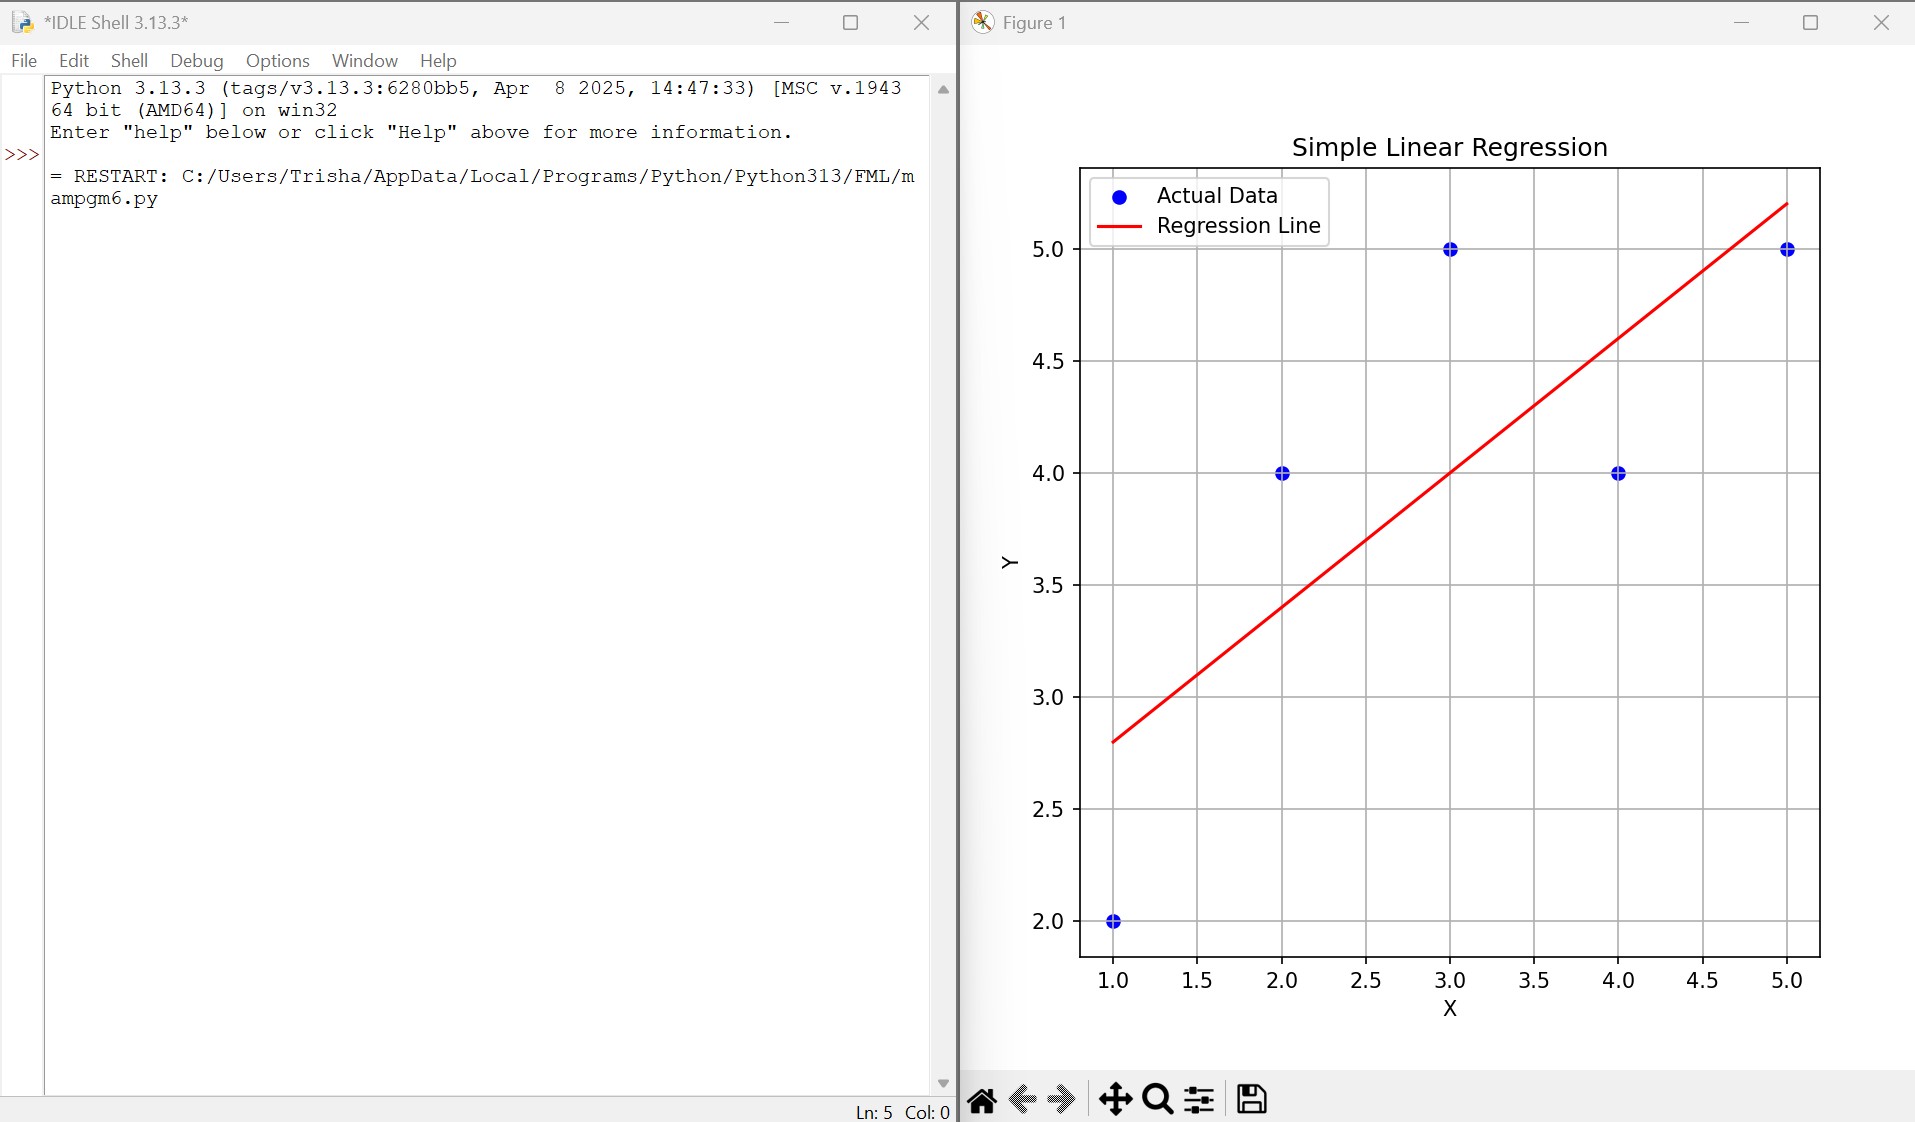 *IDLE Shell 3.13.3*
File Edit Shell Debug Options Window Help
Python 3.13.3 (tags/v3.13.3:6280bb5, Apr  8 2025, 14:47:33) [MSC v.1943
64 bit (AMD64)] on win32
Enter "help" below or click "Help" above for more information.
>>>
= RESTART: C:/Users/Trisha/AppData/Local/Programs/Python/Python313/FML/m
ampgm6.py
Ln: 5 Col: 0
Figure 1
Simple Linear Regression
Actual Data
Regression Line
5.0
4.5
4.0
3.5
3.0
2.5
2.0
Y
1.0 1.5 2.0 2.5 3.0 3.5 4.0 4.5 5.0
X